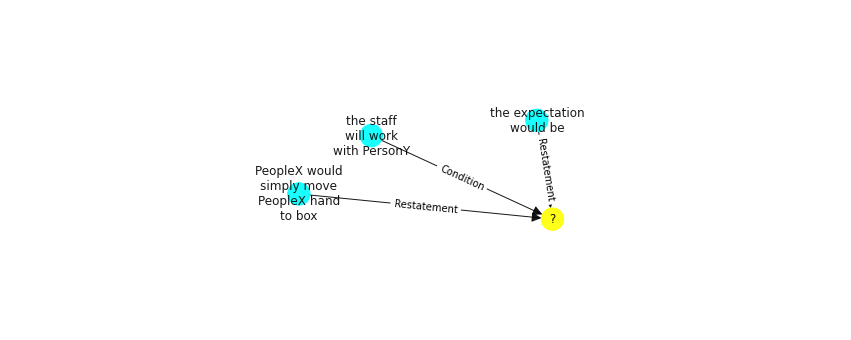 the expectation
would be
the staff
will work
with PersonY
Restatement
Condition
PeopleX would
simply move
PeopleX hand
to box
Restatement
?